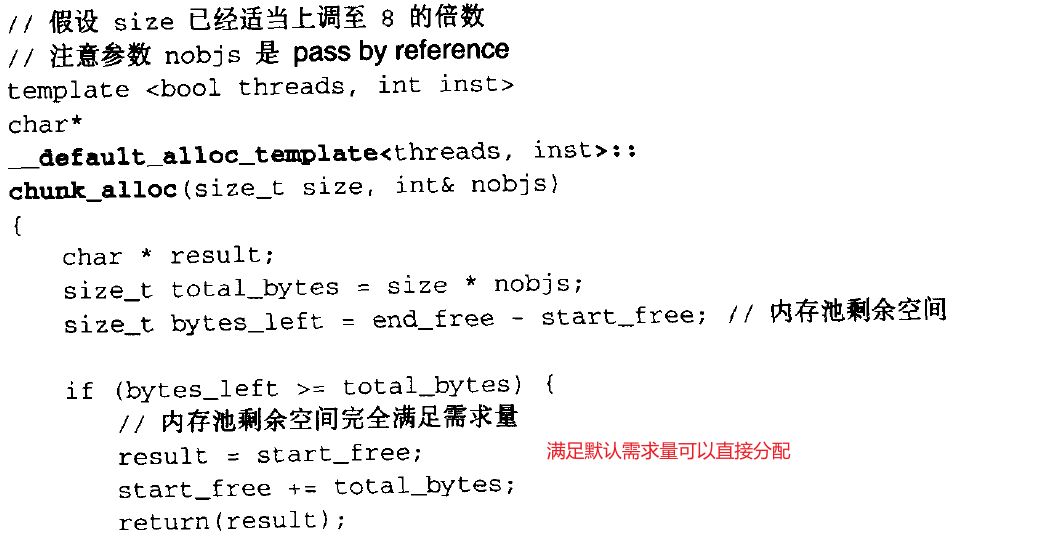 // 假设 size 已经适当上调至 8 的倍数
// 注意参数 nobjs 是 pass by reference
template <bool threads, int inst>
char*
__default_alloc_template<threads, inst>::
chunk_alloc(size_t size, int& nobjs)
{
char * result;
size_t total_bytes = size * nobjs;
size_t bytes_left = end_free - start_free; // 内存池剩余空间
if (bytes_left >= total_bytes) {
// 内存池剩余空间完全满足需求量
result = start_free; 满足默认需求量可以直接分配
start_free += total_bytes;
return(result);